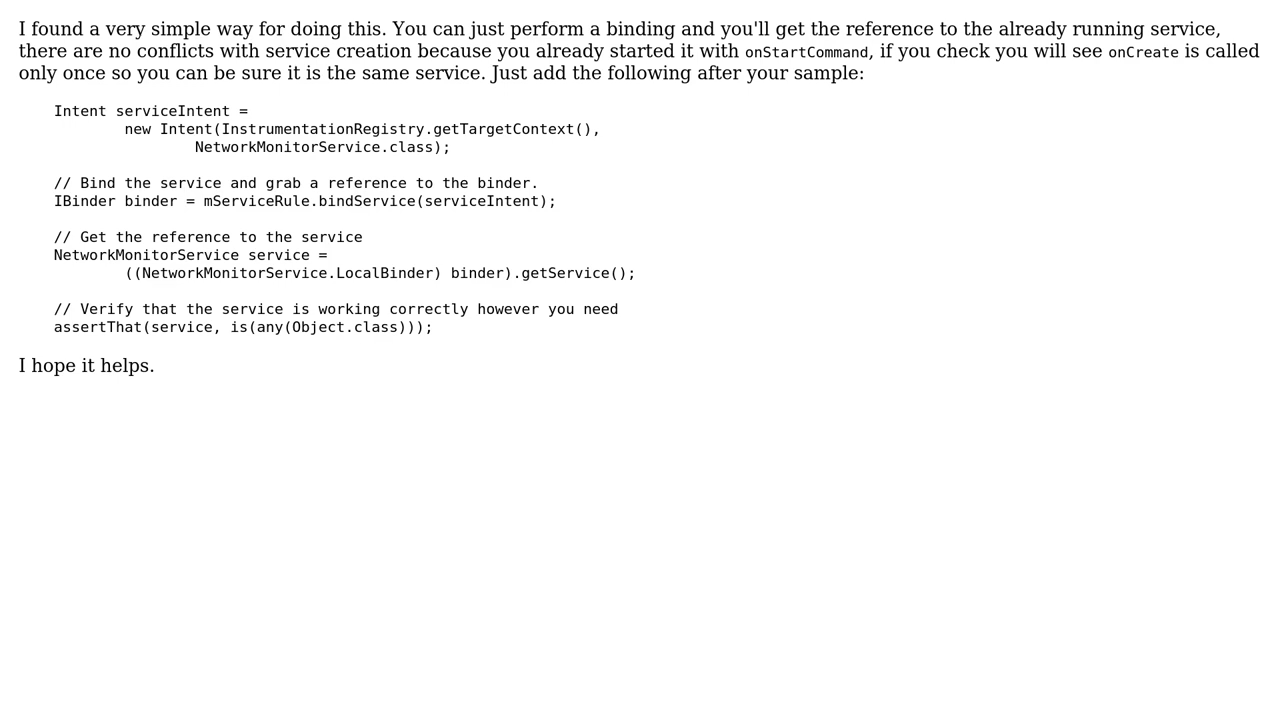 I found a very simple way for doing this. You can just perform a binding and you'll get the reference to the already running service,
there are no conflicts with service creation because you already started it with onStartCommand, if you check you will see onCreate is called
only once so you can be sure it is the same service. Just add the following after your sample:
Intent serviceIntent =
        new Intent(InstrumentationRegistry.getTargetContext(),
                NetworkMonitorService.class);
// Bind the service and grab a reference to the binder.
IBinder binder = mServiceRule.bindService(serviceIntent);
// Get the reference to the service
NetworkMonitorService service =
        ((NetworkMonitorService.LocalBinder) binder).getService();
// Verify that the service is working correctly however you need
assertThat(service, is(any(Object.class)));
I hope it helps.